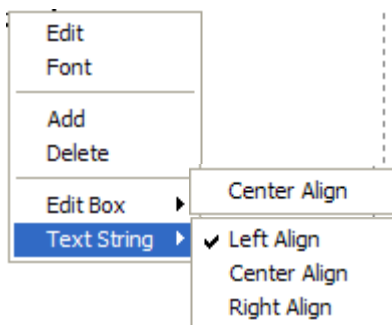 Edit
Font
Add
Delete
Edit Box
Text String
Center Align
Left Align
Center Align
Right Align